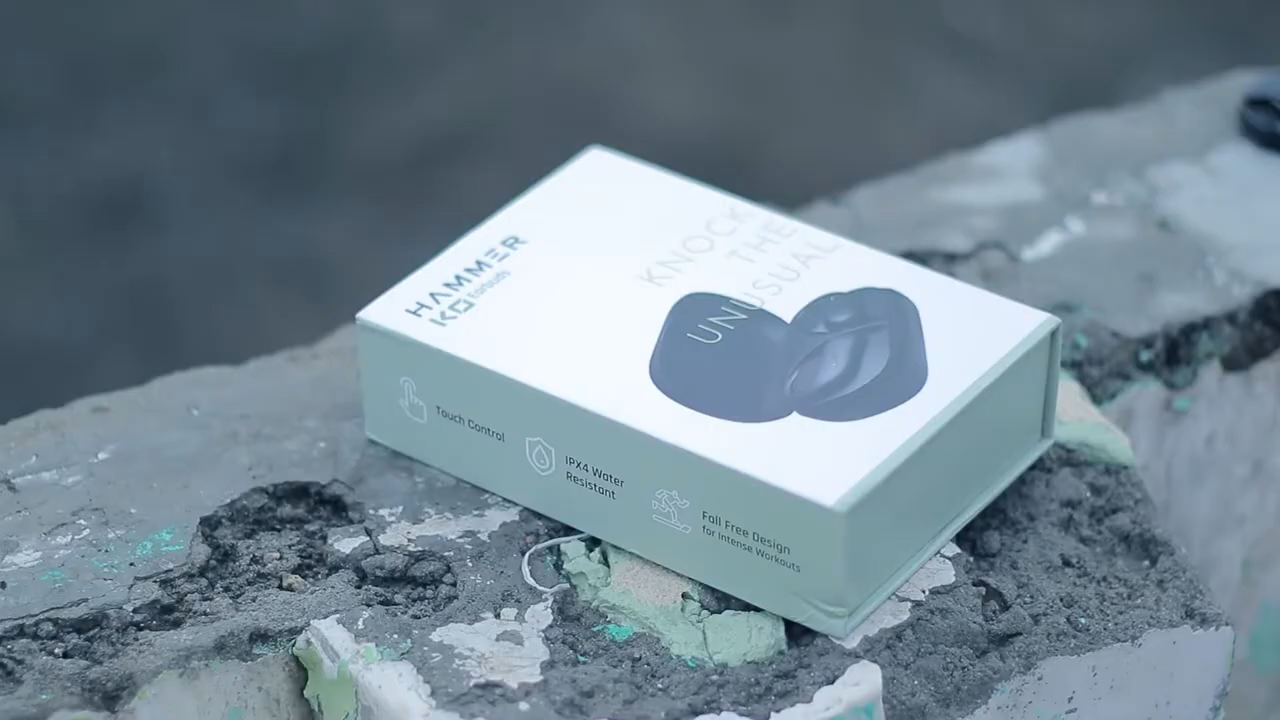 HAMMER
KO Earbuds
KNOCK
THE
UNUSUAL
Touch Control
IPX4 Water
Resistant
Fall Free Design
for Intense Workouts